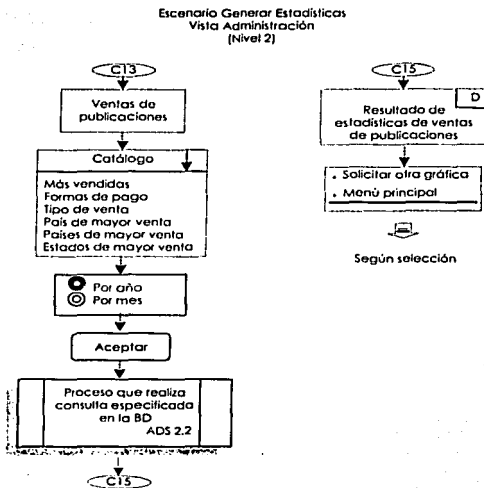 Escenario Generar Estadísticas
Vista Administración
(Nivel 2)
C13
Ventas de
publicaciones
Catálogo
Más vendidas
Formas de pago
Tipo de venta
País de mayor venta
Países de mayor venta
Estados de mayor venta
Por año
Por mes
Aceptar
Proceso que realiza
consulta especificada
en la BD
ADS 2.2
C15
C15
D
Resultado de
estadísticas de ventas
de publicaciones
. Solicitar otra gráfica
. Menú principal
Según selección